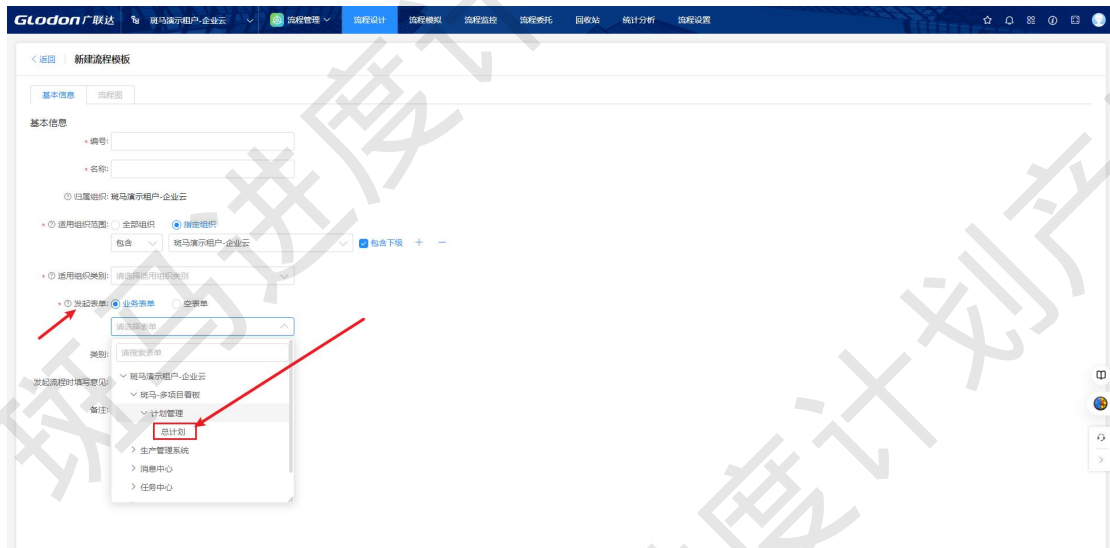 GLodon广联达 斑马演示租户-企业云 流程管理 流程设计 流程模拟 流程监控 流程委托 回收站 统计分析 流程设置
返回 新建流程模板
基本信息 流程图
基本信息
* 编号:
* 名称:
归属组织: 斑马演示租户-企业云
* 适用组织范围: 全部组织 指定组织
包含 斑马演示租户-企业云 包含下级 + −
* 适用组织类别: 请选择适用组织类别
* 发起表单: 业务表单 空表单
请选择表单
类别: 请搜索表单
斑马演示租户-企业云
发起流程时填写意见:
斑马-多项目看板
备注: 计划管理
总计划
生产管理系统
消息中心
任务中心
斑马进度计划产